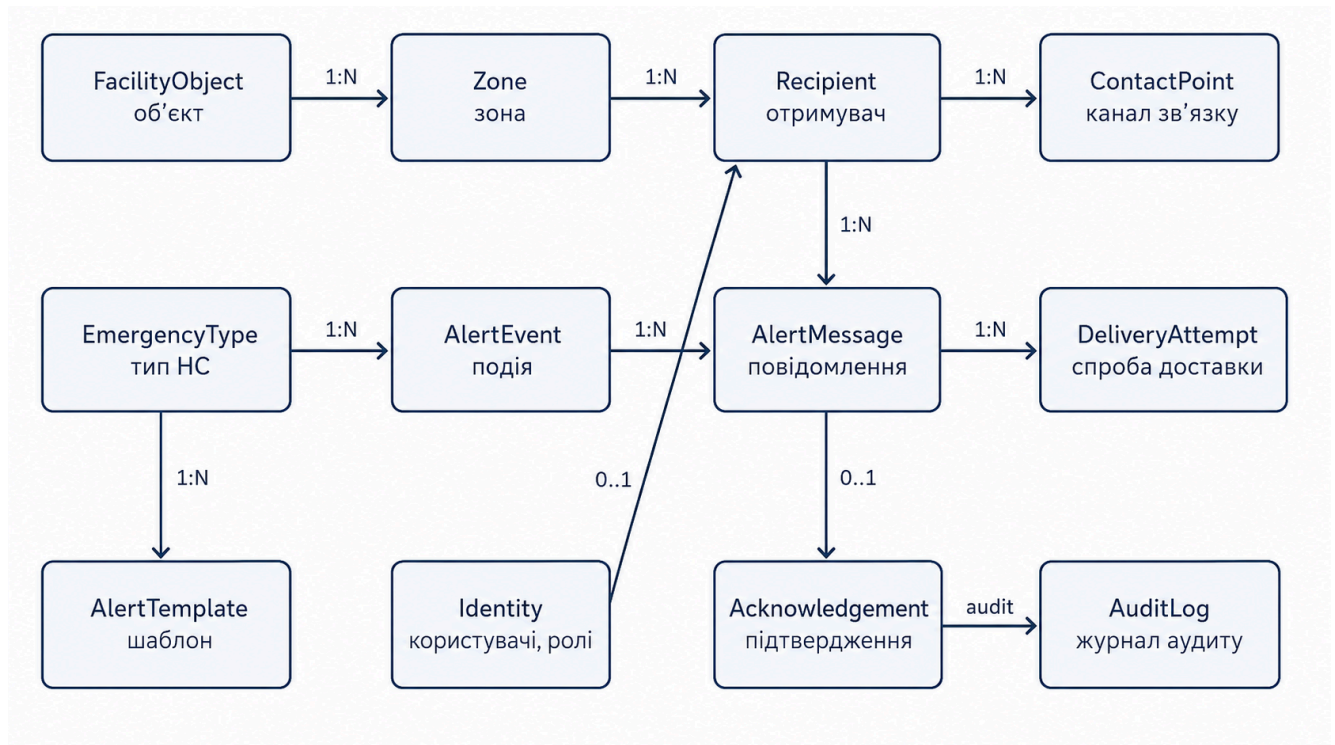 FacilityObject
об’єкт
1:N
Zone
зона
1:N
Recipient
отримувач
1:N
ContactPoint
канал зв’язку
1:N
EmergencyType
тип НС
1:N
AlertEvent
подія
1:N
AlertMessage
повідомлення
1:N
DeliveryAttempt
спроба доставки
1:N
0..1
0..1
AlertTemplate
шаблон
Identity
користувачі, ролі
Acknowledgement
підтвердження
audit
AuditLog
журнал аудиту